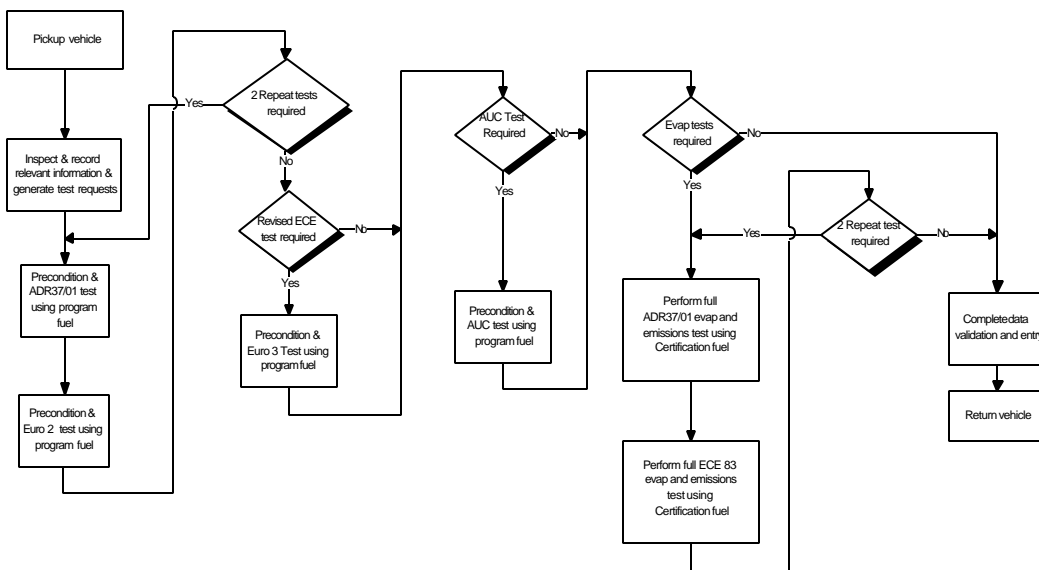 Pickup vehicle
Inspect & record
relevant information &
generate test requests
Precondition &
ADR37/01 test
using program
fuel
Precondition &
Euro 2 test using
program fuel
2 Repeat tests
required
Yes
No
Revised ECE
test required
No
Yes
Precondition &
Euro 3 Test using
program fuel
AUC Test
Required
No
Yes
Precondition &
AUC test using
program fuel
Evap tests
required
No
Yes
2 Repeat test
required
Yes
No
Perform full
ADR37/01 evap and
emissions test using
Certification fuel
Perform full ECE 83
evap and emissions
test using
Certification fuel
Complete data
validation and entry
Return vehicle